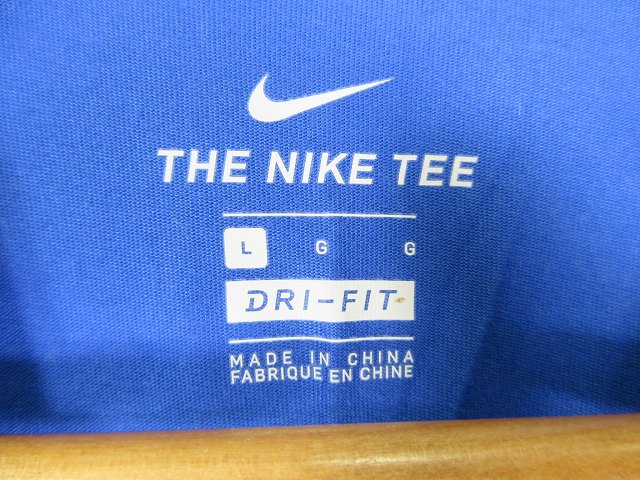 THE NIKE TEE
L G G
DRI-FIT
MADE IN CHINA
FABRIQUE EN CHINE